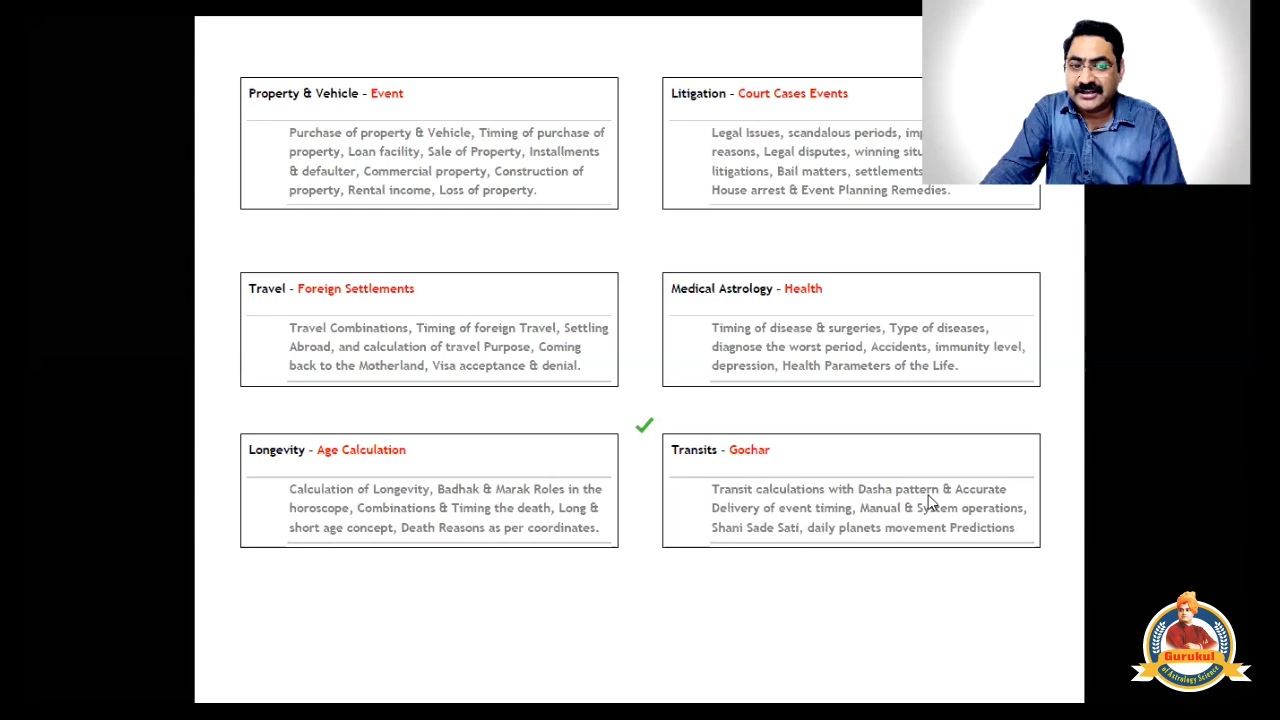 Property & Vehicle - Event
Purchase of property & Vehicle, Timing of purchase of
property, Loan facility, Sale of Property, Installments
& defaulter, Commercial property, Construction of
property, Rental income, Loss of property.
Litigation - Court Cases Events
Legal Issues, scandalous periods,
reasons, Legal disputes, winning
litigations, Bail matters, settlements
House arrest & Event Planning Remedies.
Travel - Foreign Settlements
Travel Combinations, Timing of foreign Travel, Settling
Abroad, and calculation of travel Purpose, Coming
back to the Motherland, Visa acceptance & denial.
Medical Astrology - Health
Timing of disease & surgeries, Type of diseases,
diagnose the worst period, Accidents, immunity level,
depression, Health Parameters of the Life.
Longevity - Age Calculation
Calculation of Longevity, Badhak & Marak Roles in the
horoscope, Combinations & Timing the death, Long &
short age concept, Death Reasons as per coordinates.
Transits - Gochar
Transit calculations with Dasha pattern & Accurate
Delivery of event timing, Manual & System operations,
Shani Sade Sati, daily planets movement Predictions
Gurukul
of Astrology Science